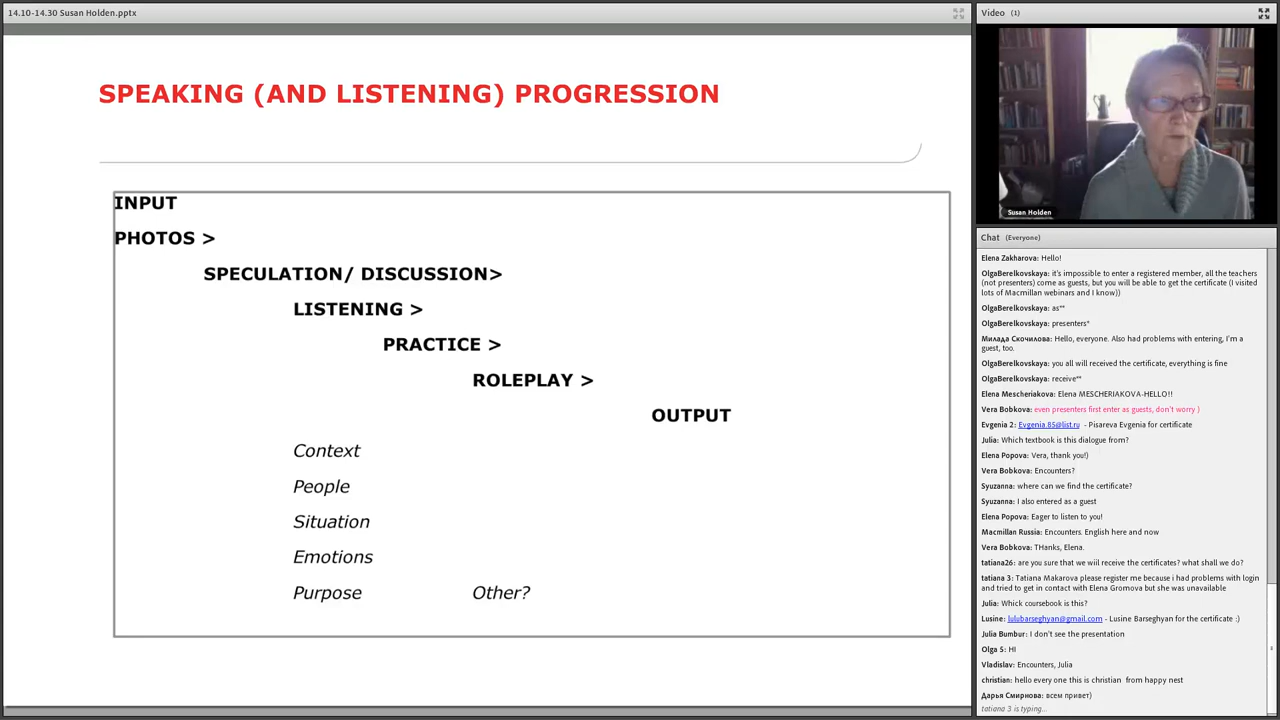 14.10-14.30 Susan Holden.pptx
SPEAKING (AND LISTENING) PROGRESSION
INPUT
PHOTOS >
SPECULATION/ DISCUSSION>
LISTENING >
PRACTICE >
ROLEPLAY >
OUTPUT
Context
People
Situation
Emotions
Purpose Other?
Video (1)
Susan Holden
Chat (Everyone)
Elena Zakharova: Hello!
OlgaBerelkovskaya: it's impossible to enter a registered member, all the teachers
(not presenters) come as guests, but you will be able to get the certificate (I visited
lots of Macmillan webinars and I know))
OlgaBerelkovskaya: as**
OlgaBerelkovskaya: presenters*
Милада Скочилова: Hello, everyone. Also had problems with entering, I'm a
guest, too.
OlgaBerelkovskaya: you all will received the certificate, everything is fine
OlgaBerelkovskaya: receive**
Elena Mescheriakova: Elena MESCHERIAKOVA-HELLO!!
Vera Bobkova: even presenters first enter as guests, don't worry )
Evgenia 2: Evgenia.85@list.ru - Pisareva Evgenia for certificate
Julia: Which textbook is this dialogue from?
Elena Popova: Vera, thank you!)
Vera Bobkova: Encounters?
Syuzanna: where can we find the certificate?
Syuzanna: I also entered as a guest
Elena Popova: Eager to listen to you!
Macmillan Russia: Encounters. English here and now
Vera Bobkova: THanks, Elena.
tatiana26: are you sure that we wiil receive the certificates? what shall we do?
tatiana 3: Tatiana Makarova please register me because i had problems with login
and tried to get in contact with Elena Gromova but she was unavailable
Julia: Whick coursebook is this?
Lusine: lulubarseghyan@gmail.com - Lusine Barseghyan for the certificate :)
Julia Bumbur: I don't see the presentation
Olga S: HI
Vladislav: Encounters, Julia
christian: hello every one this is christian from happy nest
Дарья Смирнова: всем привет)
tatiana 3 is typing...